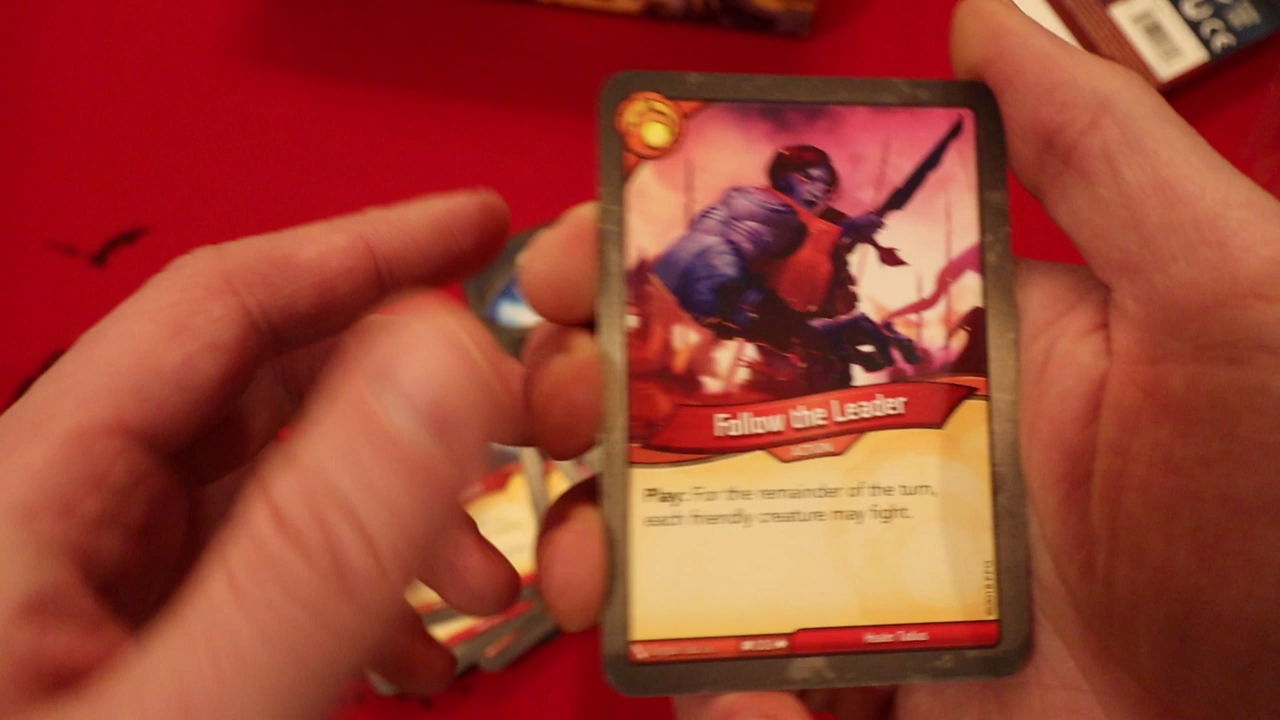 Follow the Leader
ACTION
Play: For the remainder of the turn,
each friendly creature may fight.